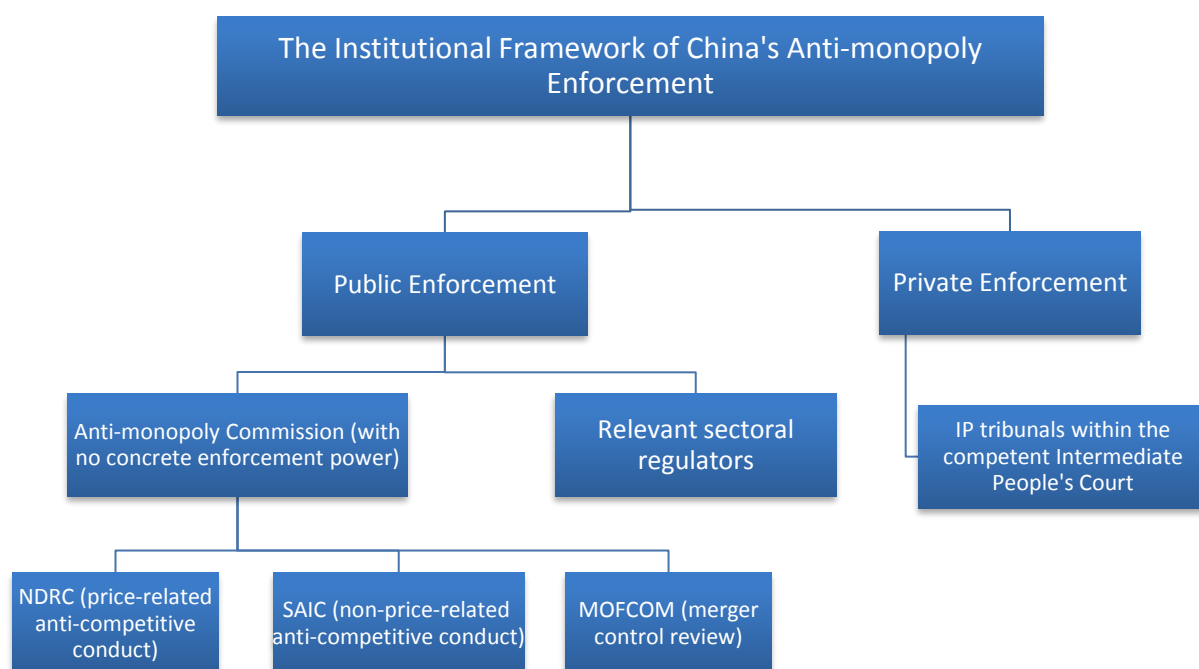 The Institutional Framework of China's Anti-monopoly
Enforcement
Public Enforcement
Private Enforcement
Anti-monopoly Commission (with
no concrete enforcement power)
Relevant sectoral
regulators
IP tribunals within the
competent Intermediate
People's Court
NDRC (price-related
anti-competitive
conduct)
SAIC (non-price-related
anti-competitive conduct)
MOFCOM (merger
control review)